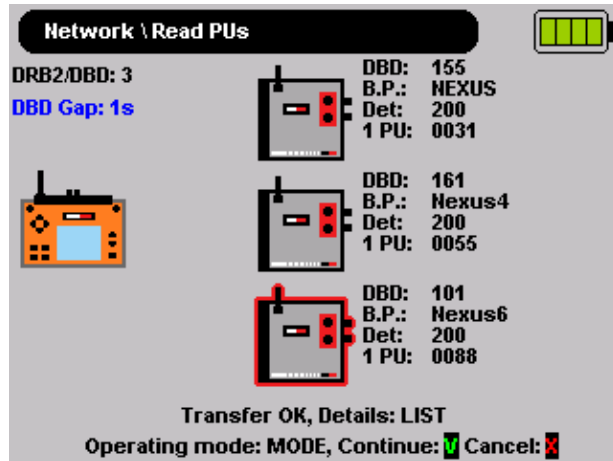 Network \ Read PUs
DRB2/DBD: 3
DBD Gap: 1s
DBD: 155
B.P.: NEXUS
Det: 200
1 PU: 0031
DBD: 161
B.P.: Nexus4
Det: 200
1 PU: 0055
DBD: 101
B.P.: Nexus6
Det: 200
1 PU: 0088
Transfer OK, Details: LIST
Operating mode: MODE, Continue: V Cancel: X